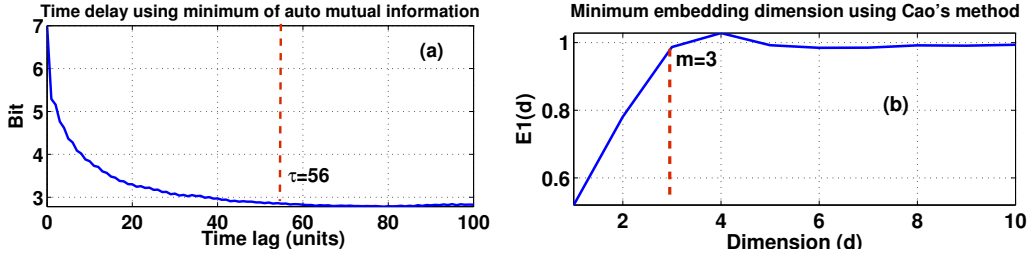 Time delay using minimum of auto mutual information
(a)
7
6
5
4
3
Bit
τ=56
0
20
40
60
80
100
Time lag (units)
Minimum embedding dimension using Cao's method
1
0.8
0.6
E1(d)
m=3
(b)
2
4
6
8
10
Dimension (d)